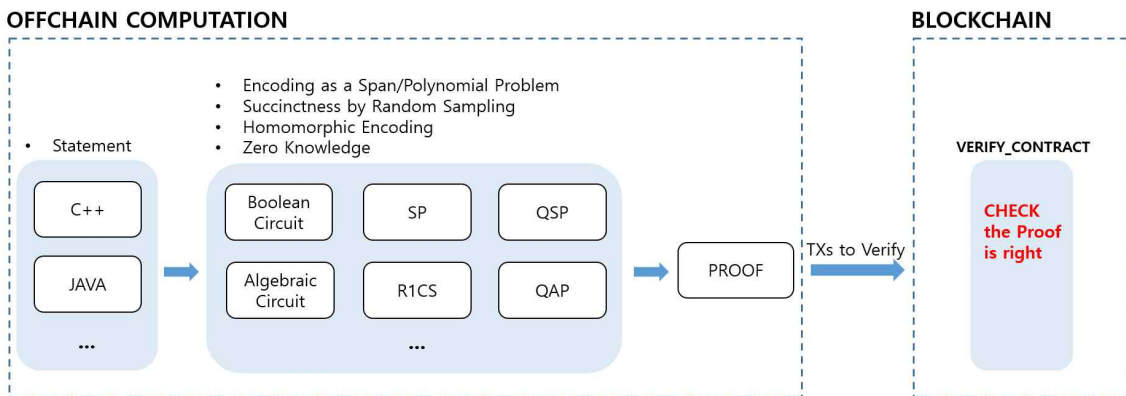 OFFCHAIN COMPUTATION
BLOCKCHAIN
• Encoding as a Span/Polynomial Problem
• Succinctness by Random Sampling
• Homomorphic Encoding
• Zero Knowledge
• Statement
C++
JAVA
...
Boolean
Circuit
SP
QSP
Algebraic
Circuit
R1CS
QAP
...
PROOF
TXs to Verify
VERIFY_CONTRACT
CHECK
the Proof
is right